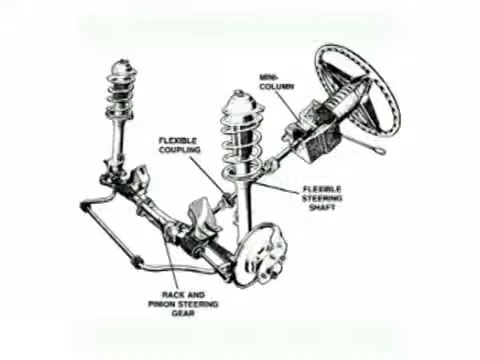 MINI-
COLUMN
FLEXIBLE
COUPLING
FLEXIBLE
STEERING
SHAFT
RACK AND
PINION STEERING
GEAR